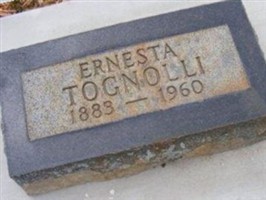 ERNESTA
TOGNOLLI
1883 — 1960